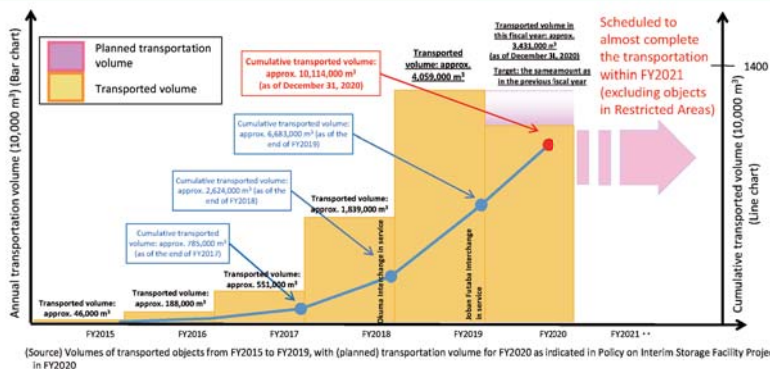 Annual transportation volume (10,000 m³) (Bar chart)
Planned transportation
volume
Transported volume
Transported volume:
approx. 46,000 m³
Transported volume:
approx. 188,000 m³
Transported volume:
approx. 551,000 m³
Transported volume:
approx. 1,839,000 m³
Transported
volume: approx.
4,059,000 m³
Transported volume in
this fiscal year: approx.
3,431,000 m³
(as of December 31, 2020)
Target: the sameamount as
in the previous fiscal year
Cumulative transported
volume: approx. 785,000 m³
(as of the end of FY2017)
Cumulative transported volume:
approx. 2,624,000 m³ (as of
the end of FY2018)
Cumulative transported volume:
approx. 6,683,000 m³ (as of the
end of FY2019)
Cumulative transported volume:
approx. 10,114,000 m³
(as of December 31, 2020)
Okuma Interchange in service
Joban Futaba Interchange
in service
Scheduled to
almost complete
the transportation
within FY2021
(excluding objects
in Restricted Areas)
1400
Cumulative transported volume (10,000 m³)
(Line chart)
FY2015
FY2016
FY2017
FY2018
FY2019
FY2020
FY2021 ・・
(Source) Volumes of transported objects from FY2015 to FY2019, with (planned) transportation volume for FY2020 as indicated in Policy on Interim Storage Facility Projec
in FY2020